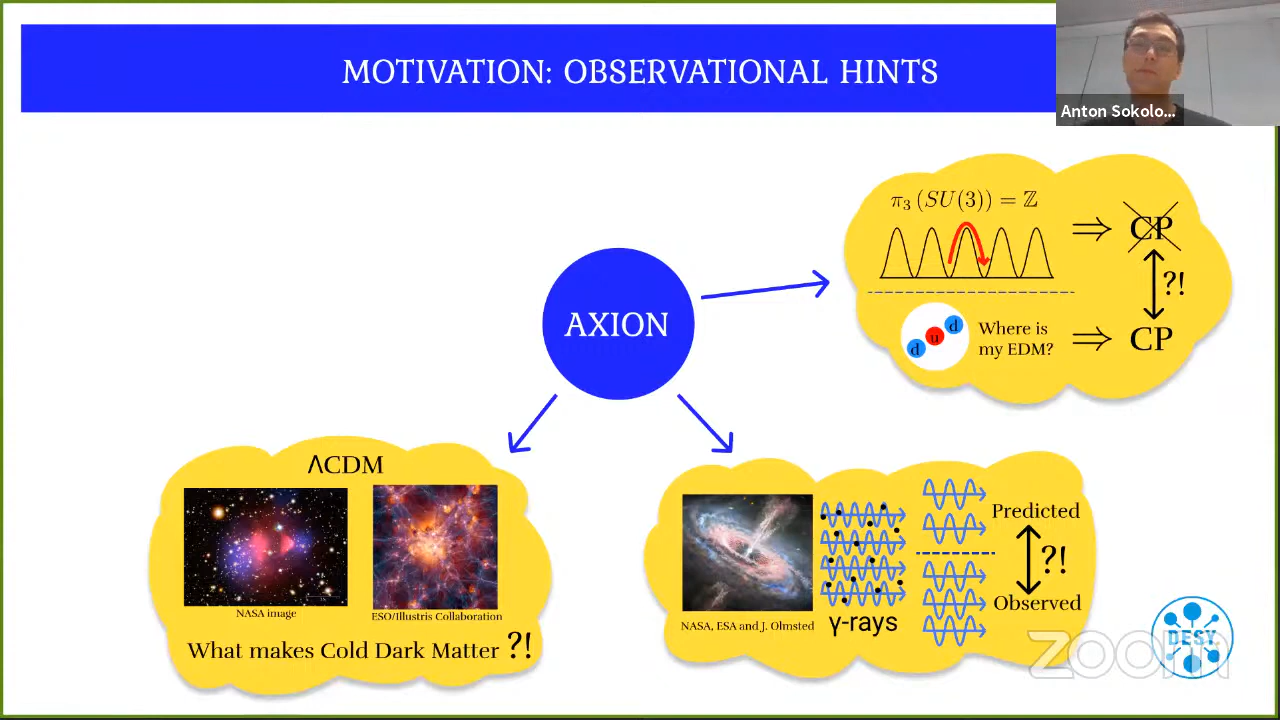 MOTIVATION: OBSERVATIONAL HINTS
Anton Sokolo...
π₃ (SU(3)) = ℤ
⇒ CP
?!
d u d
Where is
my EDM?
⇒ CP
AXION
ΛCDM
NASA image
ESO/Illustris Collaboration
What makes Cold Dark Matter ?!
NASA, ESA and J. Olmsted
γ-rays
Predicted
?!
Observed
zoom
DESY.